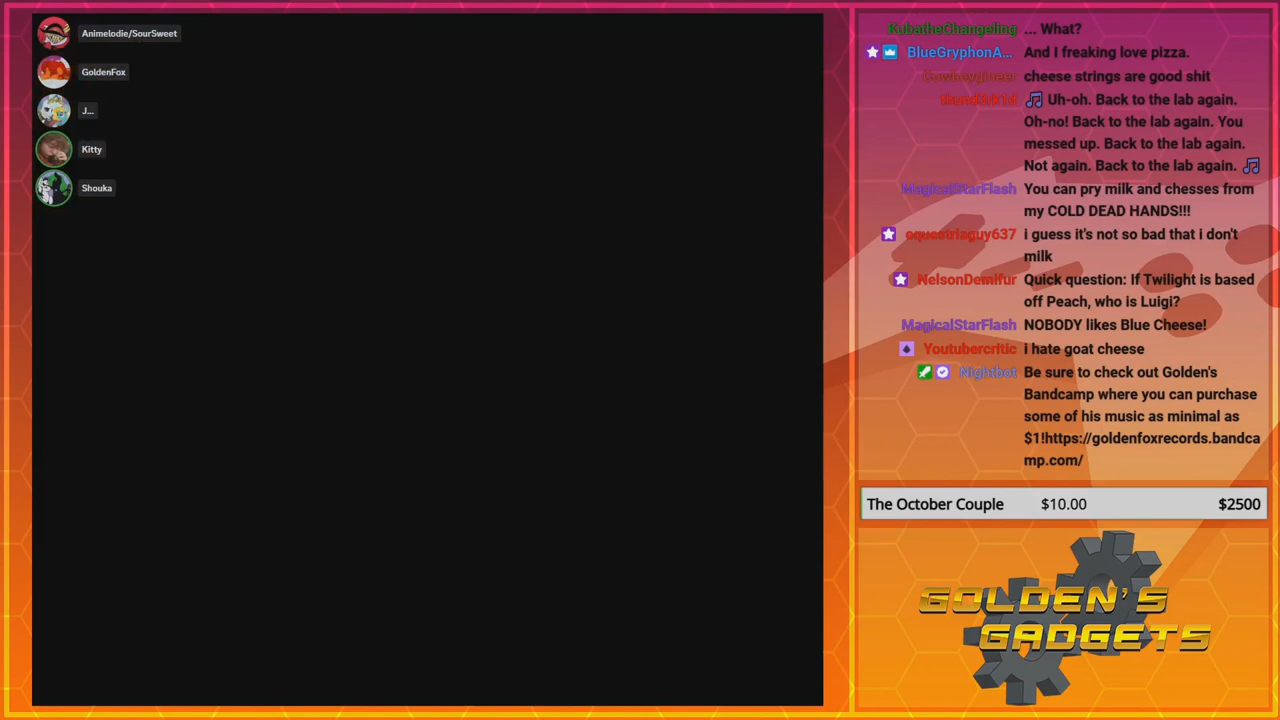 Animelodie/SourSweet
GoldenFox
J...
Kitty
Shouka
KubatheChangeling ... What?
BlueGryphonA... And I freaking love pizza.
cheese strings are good shit
🎵 Uh-oh. Back to the lab again.
Oh-no! Back to the lab again. You
messed up. Back to the lab again.
Not again. Back to the lab again. 🎵
MagicalStarFlash You can pry milk and chesses from
my COLD DEAD HANDS!!!
equestriaguy637 i guess it's not so bad that i don't
milk
NelsonDemifur Quick question: If Twilight is based
off Peach, who is Luigi?
MagicalStarFlash NOBODY likes Blue Cheese!
Youtubercritic i hate goat cheese
Nightbot Be sure to check out Golden's
Bandcamp where you can purchase
some of his music as minimal as
$1!https://goldenfoxrecords.bandca
mp.com/
The October Couple $10.00 $2500
GOLDEN'S
GADGETS